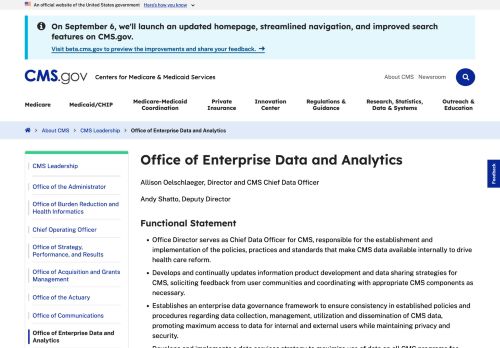 An official website of the United States government Here's how you know
On September 6, we'll launch an updated homepage, streamlined navigation, and improved search
features on CMS.gov.
Visit beta.cms.gov to preview the improvements and share your feedback.
CMS.gov Centers for Medicare & Medicaid Services
About CMS Newsroom
Medicare
Medicaid/CHIP
Medicare-Medicaid
Coordination
Private
Insurance
Innovation
Center
Regulations &
Guidance
Research, Statistics,
Data & Systems
Outreach &
Education
About CMS > CMS Leadership > Office of Enterprise Data and Analytics
Feedback
CMS Leadership
Office of the Administrator
Office of Burden Reduction and
Health Informatics
Chief Operating Officer
Office of Strategy,
Performance, and Results
Office of Acquisition and Grants
Management
Office of the Actuary
Office of Communications
Office of Enterprise Data and
Analytics
Office of Enterprise Data and Analytics
Allison Oelschlaeger, Director and CMS Chief Data Officer
Andy Shatto, Deputy Director
Functional Statement
• Office Director serves as Chief Data Officer for CMS, responsible for the establishment and
implementation of the policies, practices and standards that make CMS data available internally to drive
health care reform.
• Develops and continually updates information product development and data sharing strategies for
CMS, soliciting feedback from user communities and coordinating with appropriate CMS components as
necessary.
• Establishes an enterprise data governance framework to ensure consistency in established policies and
procedures regarding data collection, management, utilization and dissemination of CMS data,
promoting maximum access to data for internal and external users while maintaining privacy and
security.